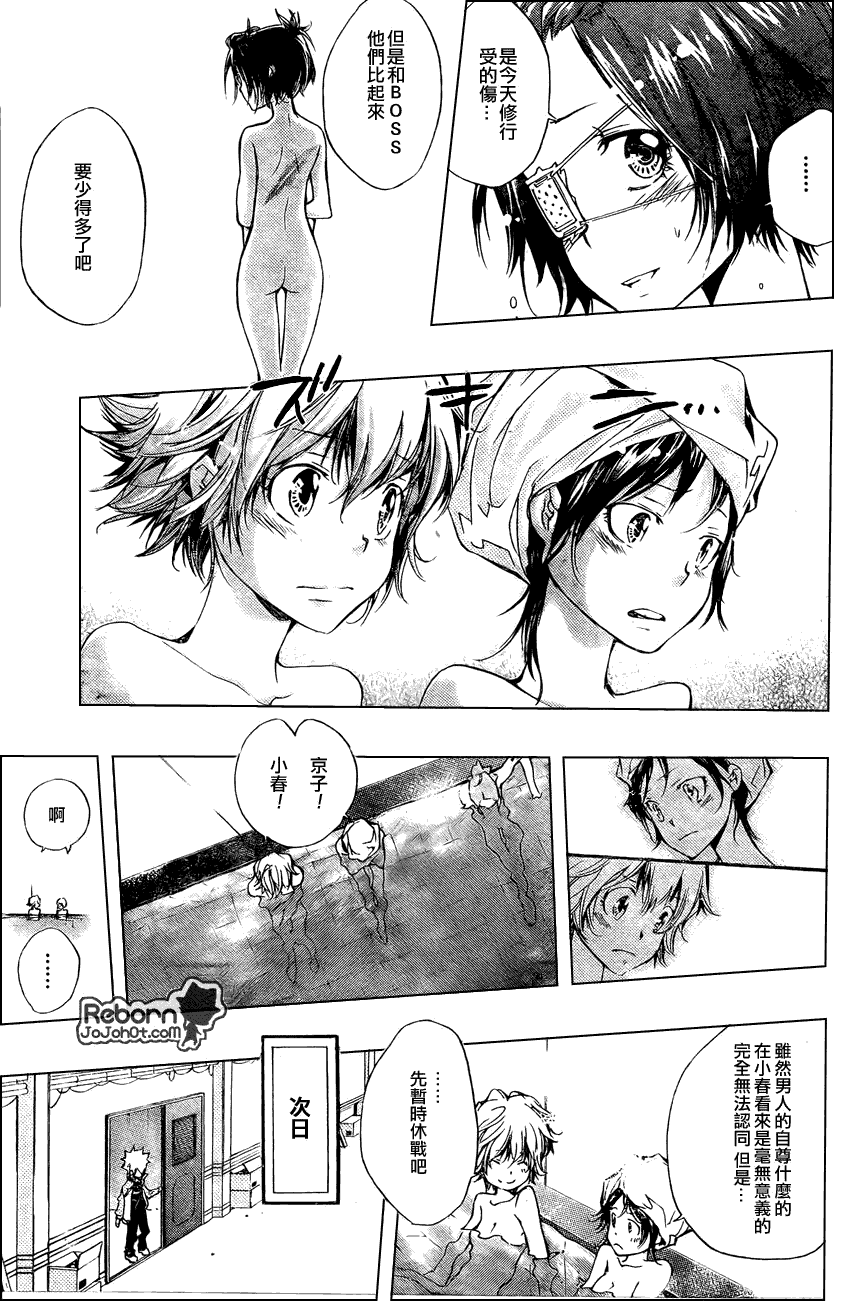 ……
是今天修行
受的傷…
但是和BOSS
他們比起來
要少得多了吧
ズキ…
京子！
小春！
啊
……
雖然男人的自尊什麼的
在小春看來是毫無意義的
完全無法認同 但是…
……
先暫時休戰吧
次日
Reborn
JoJoHot.com